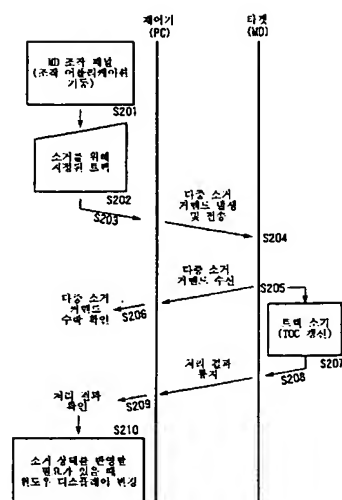 제어기
(PC)
타겟
(MD)
MD 조작 패널
(조작 어플리케이션
기동)
S201
소거를 위해
지정된 트랙
S202
S203
다중 소거
커맨드 발생
및 전송
S204
다중 소거
커맨드 수신
S205
다중 소거
커맨드
수락 확인
S206
트랙 소거
(TOC 갱신)
S207
처리 결과
통지
S208
처리 결과
확인
S209
S210
소거 상태를 반영할
필요가 있을 때
윈도우 디스플레이 변경